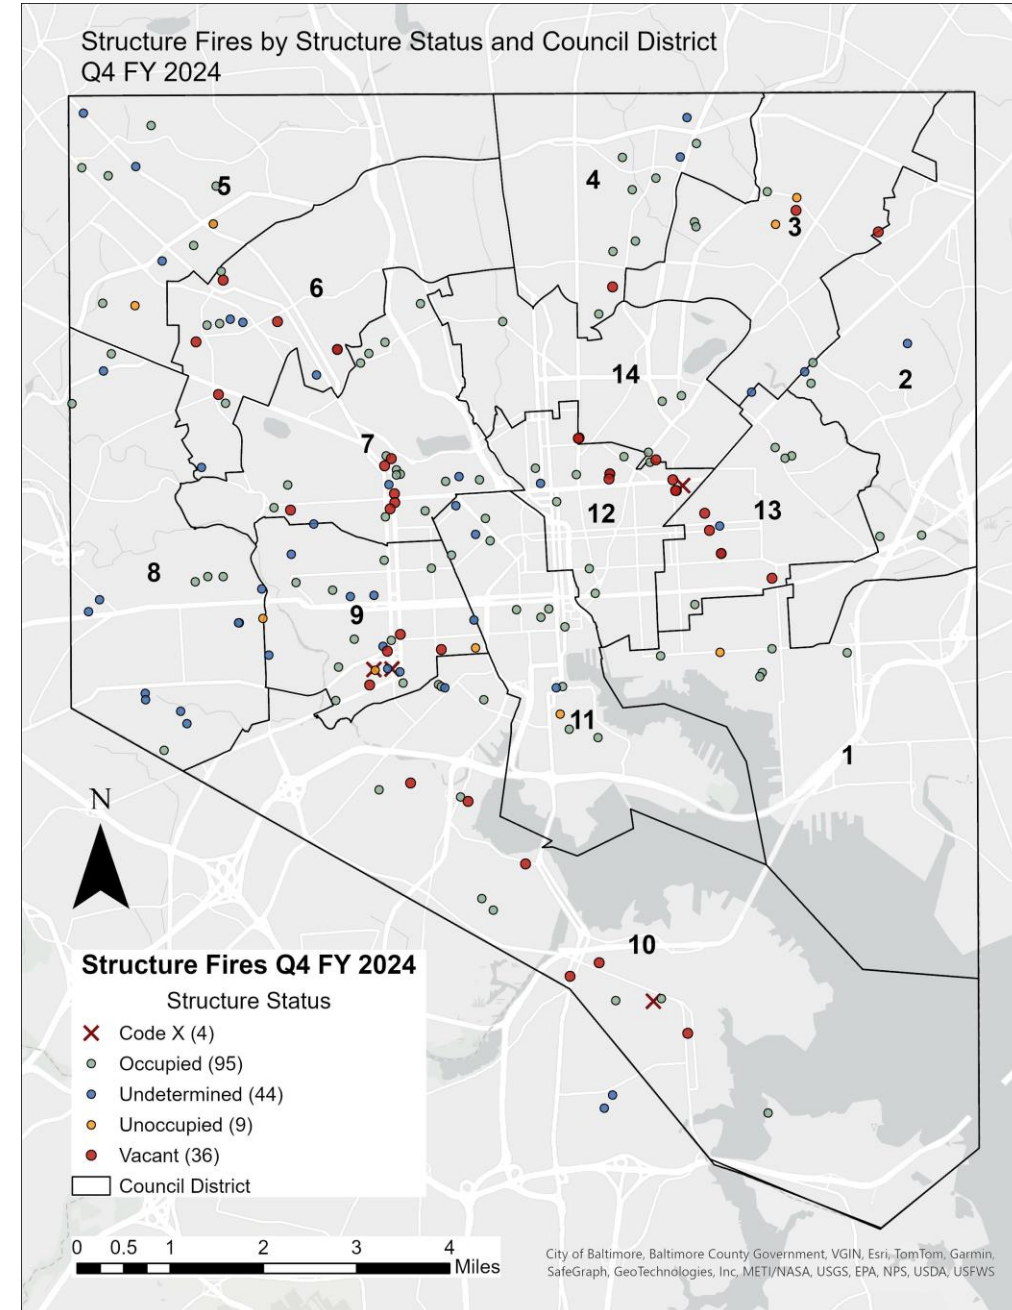 Structure Fires by Structure Status and Council District
Q4 FY 2024
5
4
3
6
14
2
7
12
13
8
9
11
1
N
10
Structure Fires Q4 FY 2024
Structure Status
Code X (4)
Occupied (95)
Undetermined (44)
Unoccupied (9)
Vacant (36)
Council District
0 0.5 1 2 3 4
Miles
City of Baltimore, Baltimore County Government, VGIN, Esri, TomTom, Garmin,
SafeGraph, GeoTechnologies, Inc, METI/NASA, USGS, EPA, NPS, USDA, USFWS